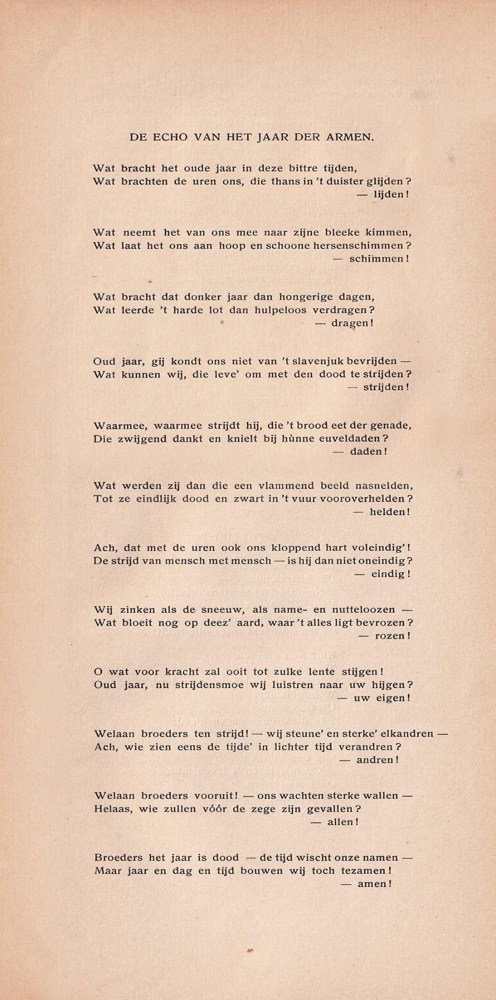 DE ECHO VAN HET JAAR DER ARMEN.
Wat bracht het oude jaar in deze bittre tijden,
Wat brachten de uren ons, die thans in 't duister glijden?
— lijden!
Wat neemt het van ons mee naar zijne bleeke kimmen,
Wat laat het ons aan hoop en schoone hersenschimmen?
— schimmen!
Wat bracht dat donker jaar dan hongerige dagen,
Wat leerde 't harde lot dan hulpeloos verdragen?
— dragen!
Oud jaar, gij kondt ons niet van 't slavenjuk bevrijden —
Wat kunnen wij, die leve' om met den dood te strijden?
— strijden!
Waarmee, waarmee strijdt hij, die 't brood eet der genade,
Die zwijgend dankt en knielt bij hùnne euveldaden?
— daden!
Wat werden zij dan die een vlammend beeld nasnelden,
Tot ze eindlijk dood en zwart in 't vuur vooroverhelden?
— helden!
Ach, dat met de uren ook ons kloppend hart voleindig'!
De strijd van mensch met mensch — is hij dan niet oneindig?
— eindig!
Wij zinken als de sneeuw, als name- en nutteloozen —
Wat bloeit nog op deez' aard, waar 't alles ligt bevrozen?
— rozen!
O wat voor kracht zal ooit tot zulke lente stijgen!
Oud jaar, nu strijdensmoe wij luistren naar uw hijgen?
— uw eigen!
Welaan broeders ten strijd! — wij steune' en sterke' elkandren —
Ach, wie zien eens de tijde' in lichter tijd verandren?
— andren!
Welaan broeders vooruit! — ons wachten sterke wallen —
Helaas, wie zullen vóór de zege zijn gevallen?
— allen!
Broeders het jaar is dood — de tijd wischt onze namen —
Maar jaar en dag en tijd bouwen wij toch tezamen!
— amen!